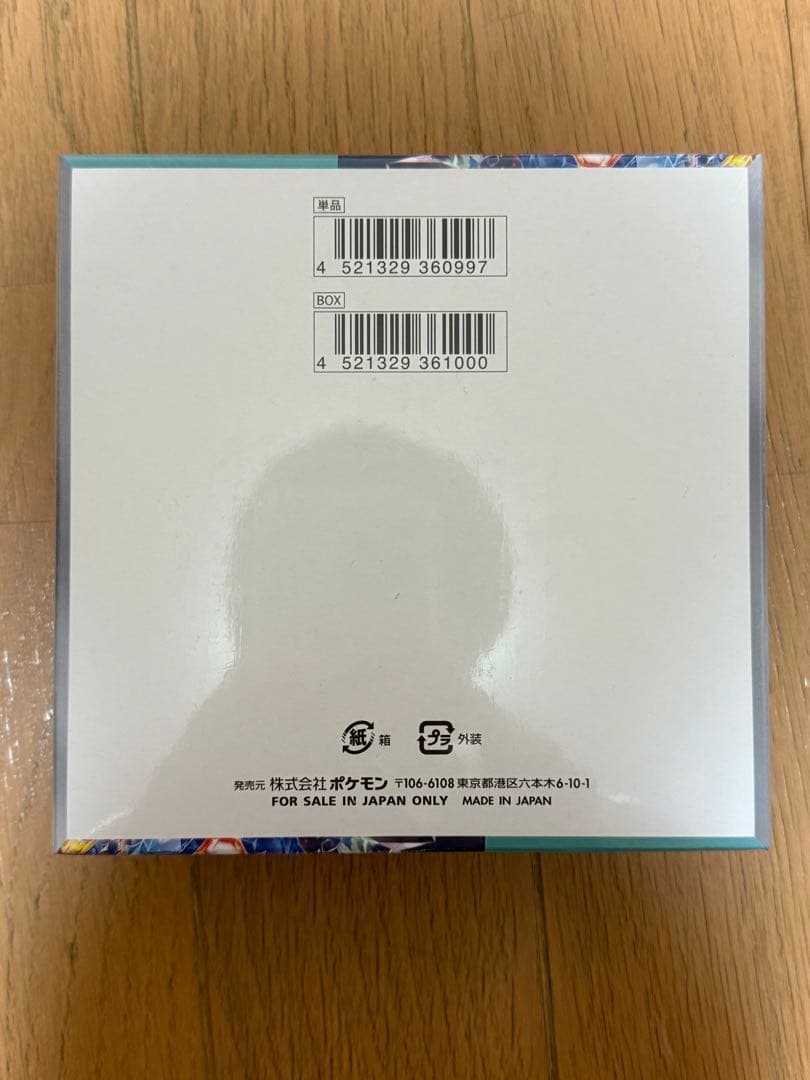 単品
4 521329 360997
BOX
4 521329 361000
紙 箱 プラ 外装
発売元 株式会社 ポケモン 〒106-6108 東京都港区六本木6-10-1
FOR SALE IN JAPAN ONLY MADE IN JAPAN